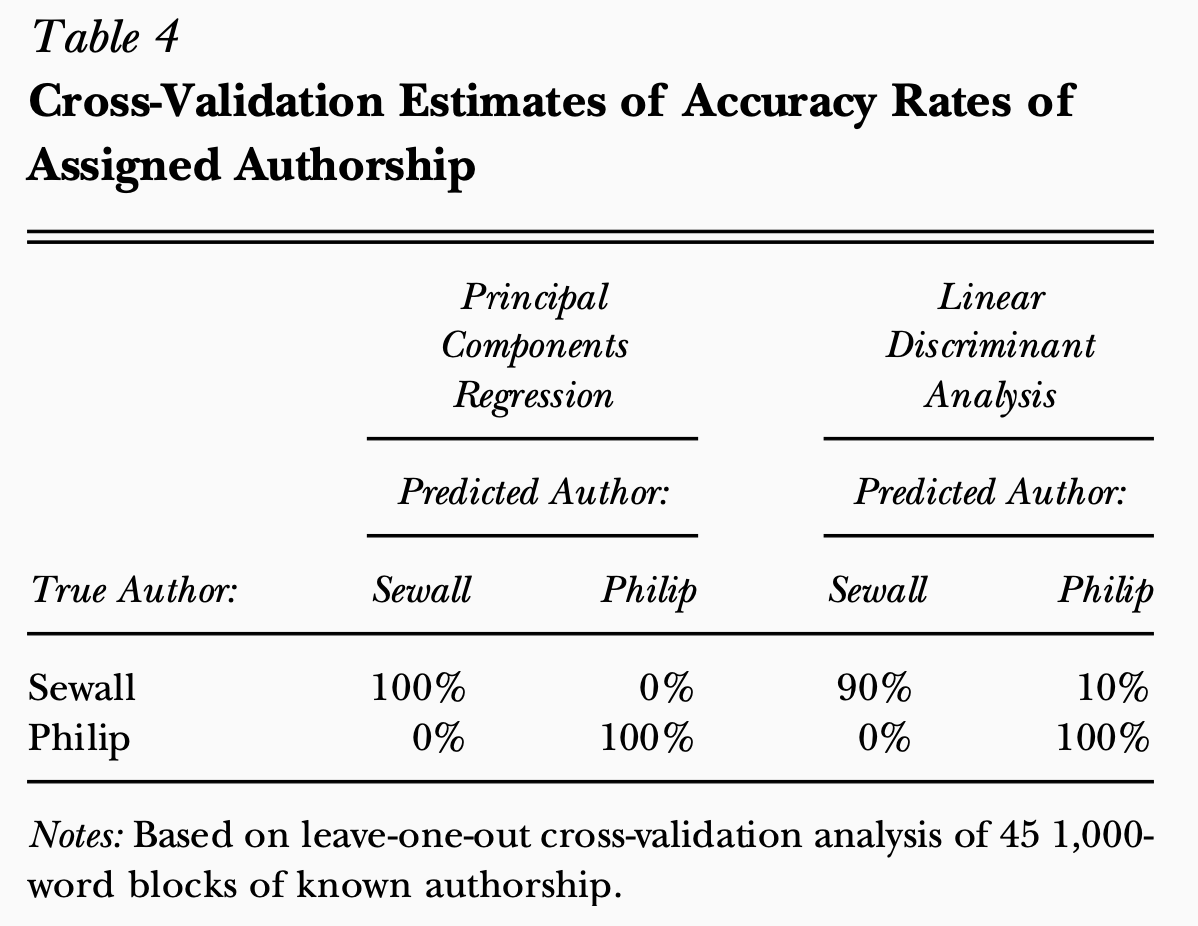 Table 4
Cross-Validation Estimates of Accuracy Rates of
Assigned Authorship
Principal Linear
Components Discriminant
Regression Analysis
Predicted Author: Predicted Author:
True Author: Sewall Philip Sewall Philip
Sewall 100% 0% 90% 10%
Philip 0% 100% 0% 100%
Notes: Based on leave-one-out cross-validation analysis of 45 1,000-
word blocks of known authorship.